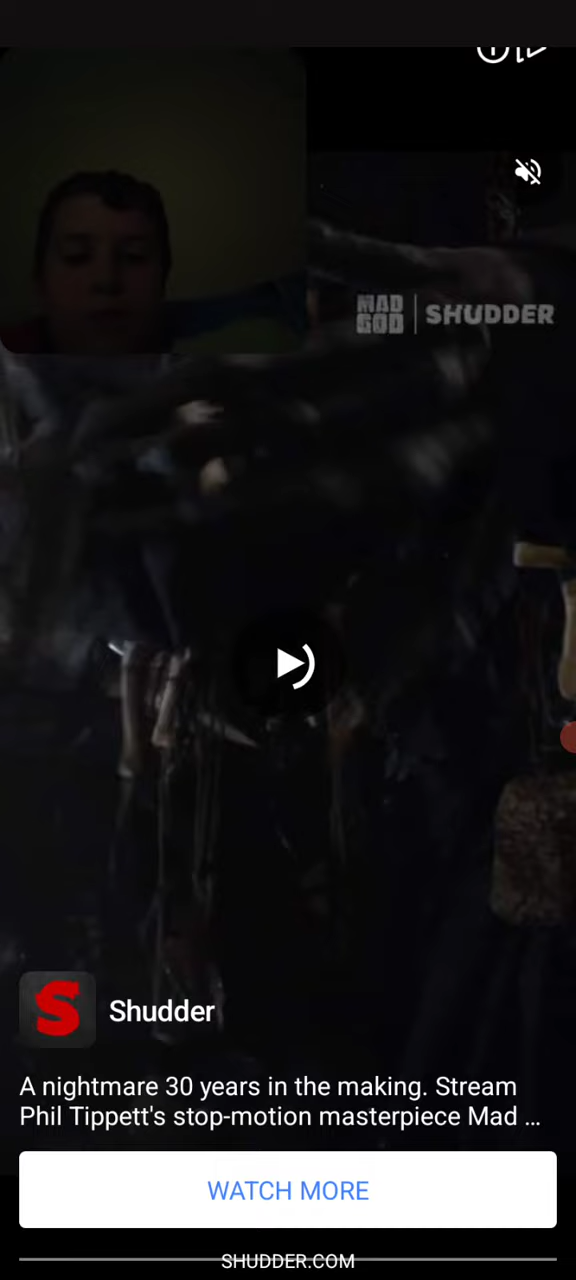 MAD
GOD
SHUDDER
S
Shudder
A nightmare 30 years in the making. Stream
Phil Tippett's stop-motion masterpiece Mad ...
WATCH MORE
SHUDDER.COM